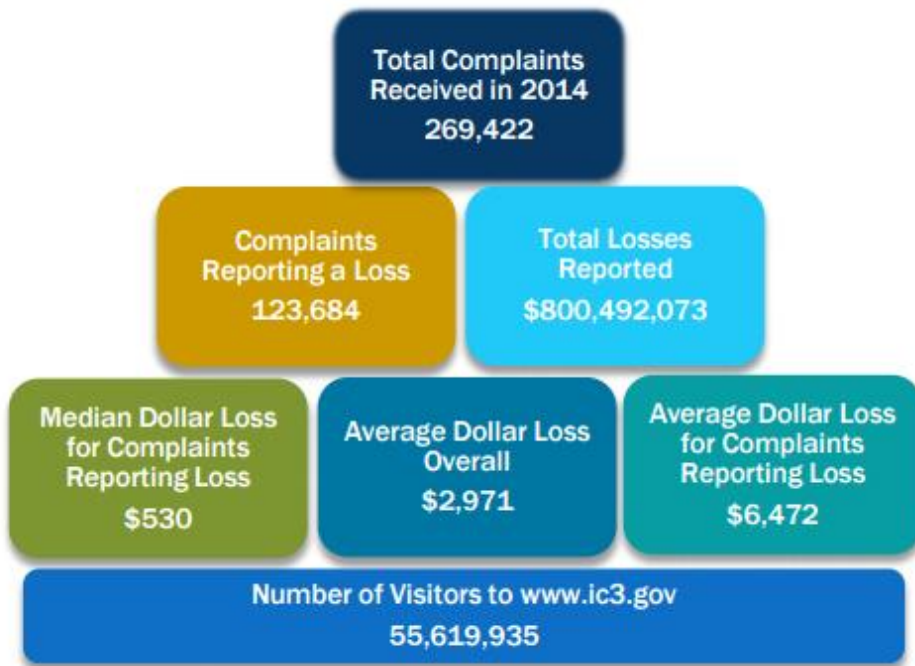 Total Complaints
Received in 2014
269,422
Complaints
Reporting a Loss
123,684
Total Losses
Reported
$800,492,073
Median Dollar Loss
for Complaints
Reporting Loss
$530
Average Dollar Loss
Overall
$2,971
Average Dollar Loss
for Complaints
Reporting Loss
$6,472
Number of Visitors to www.ic3.gov
55,619,935